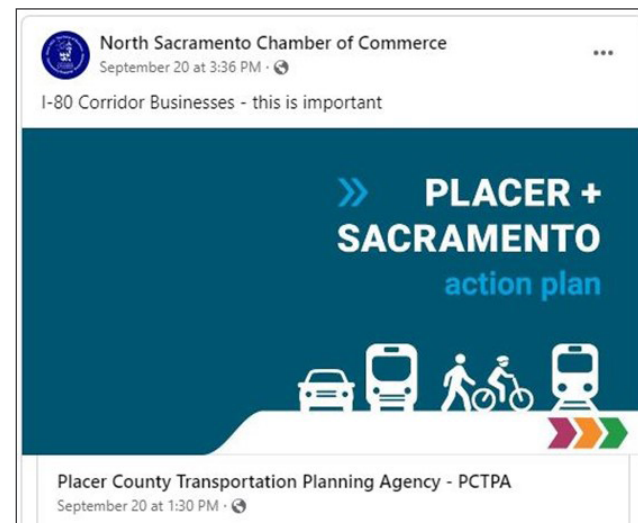 North Sacramento Chamber of Commerce
September 20 at 3:36 PM ·
I-80 Corridor Businesses - this is important
» PLACER +
SACRAMENTO
action plan
Placer County Transportation Planning Agency - PCTPA
September 20 at 1:30 PM ·